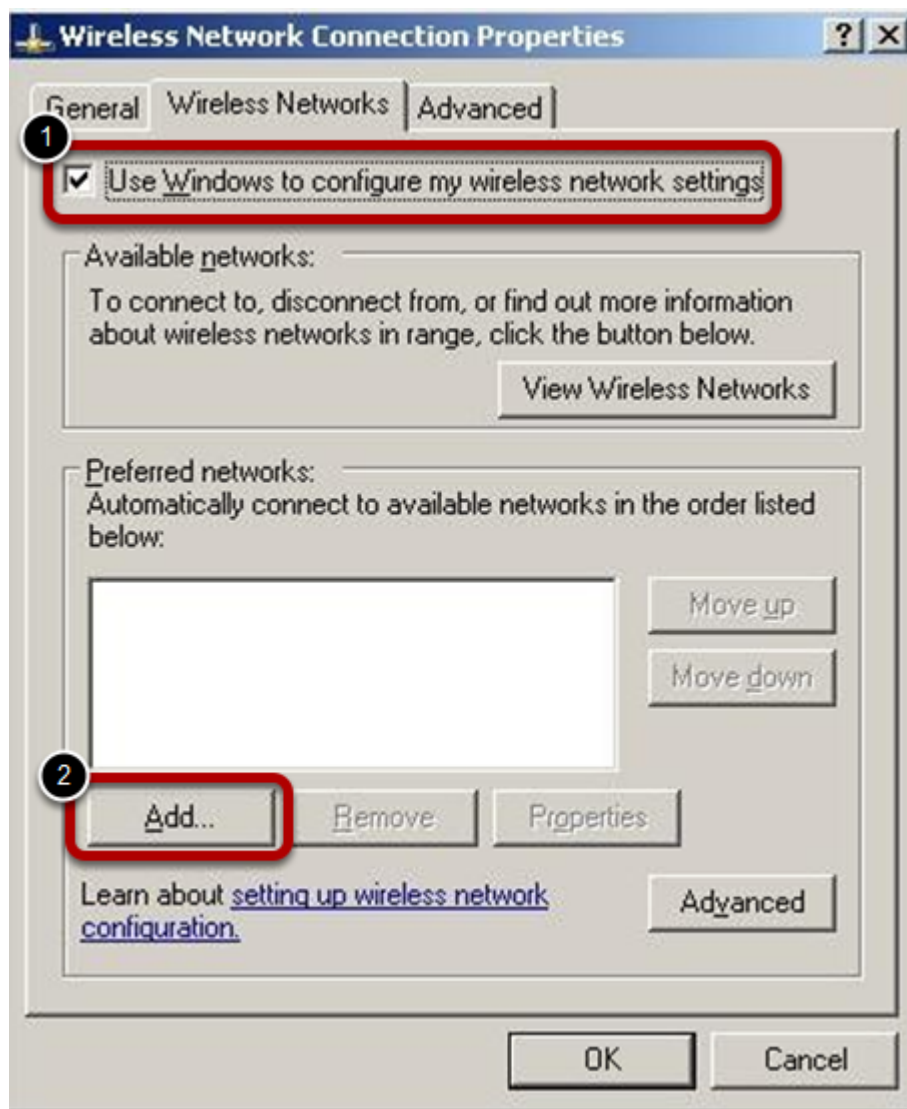 Wireless Network Connection Properties
General Wireless Networks Advanced
1
Use Windows to configure my wireless network settings
Available networks:
To connect to, disconnect from, or find out more information
about wireless networks in range, click the button below.
View Wireless Networks
Preferred networks:
Automatically connect to available networks in the order listed
below:
Move up
Move down
2
Add... Remove Properties
Learn about setting up wireless network
configuration.
Advanced
OK Cancel